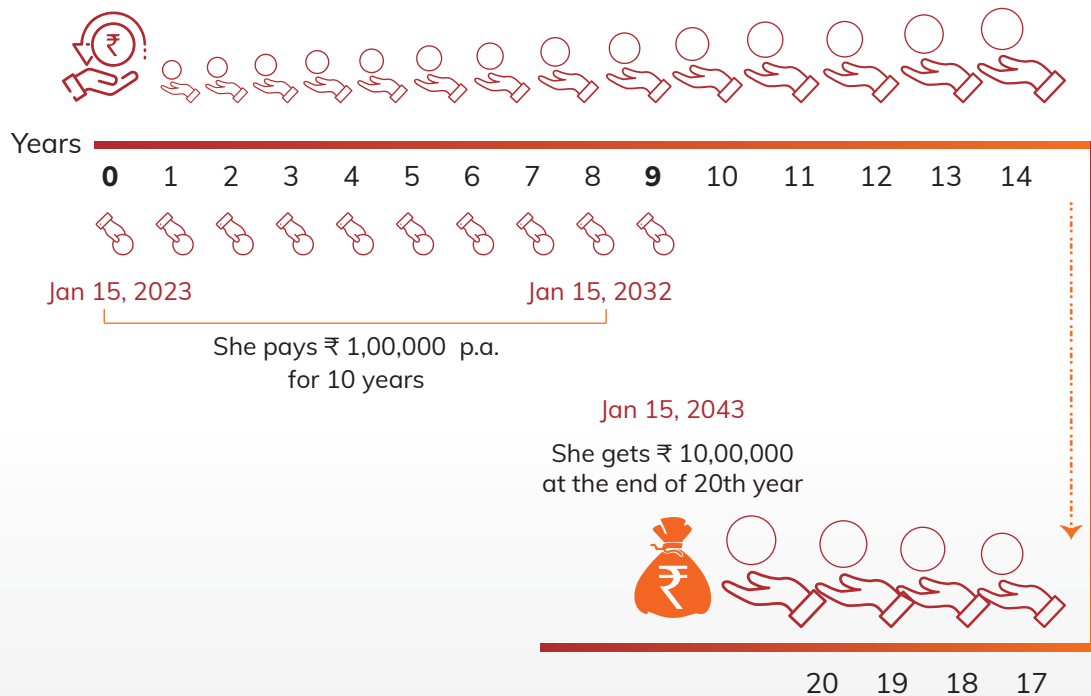 ₹
Years
0 1 2 3 4 5 6 7 8 9 10 11 12 13 14
Jan 15, 2023 Jan 15, 2032
She pays ₹ 1,00,000 p.a.
for 10 years
Jan 15, 2043
She gets ₹ 10,00,000
at the end of 20th year
₹
20 19 18 17